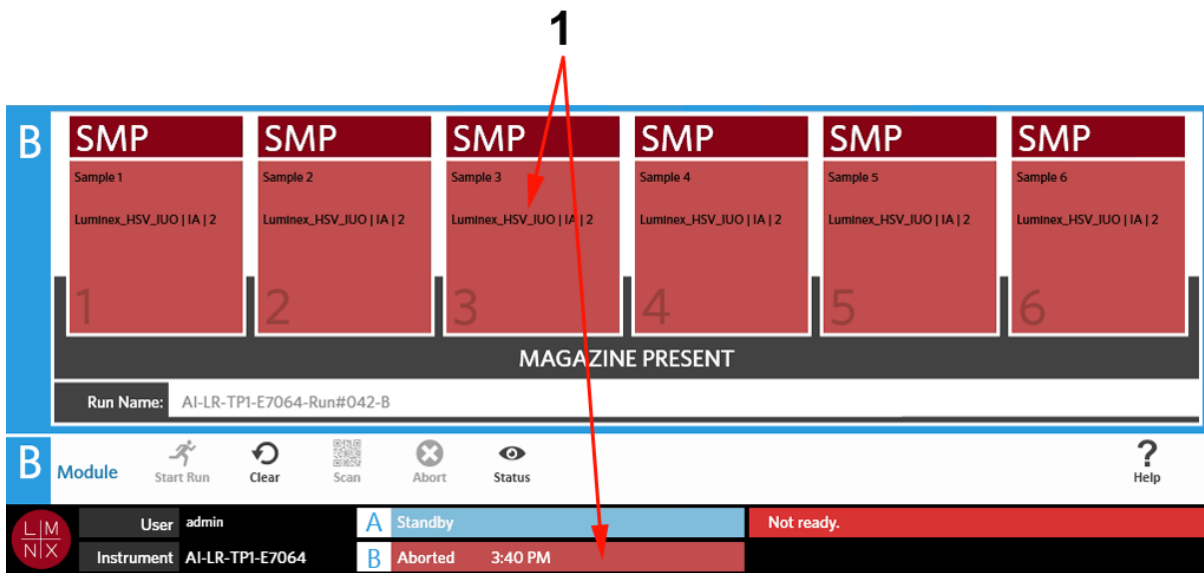 1
B
SMP SMP SMP SMP SMP SMP
Sample 1 Sample 2 Sample 3 Sample 4 Sample 5 Sample 6
Luminex_HSV_IUO | IA | 2 Luminex_HSV_IUO | IA | 2 Luminex_HSV_IUO | IA | 2 Luminex_HSV_IUO | IA | 2 Luminex_HSV_IUO | IA | 2 Luminex_HSV_IUO | IA | 2
1 2 3 4 5 6
MAGAZINE PRESENT
Run Name: AI-LR-TP1-E7064-Run#042-B
B Module Start Run Clear Scan Abort Status ? Help
LM
NX
User admin A Standby Not ready.
Instrument AI-LR-TP1-E7064 B Aborted 3:40 PM